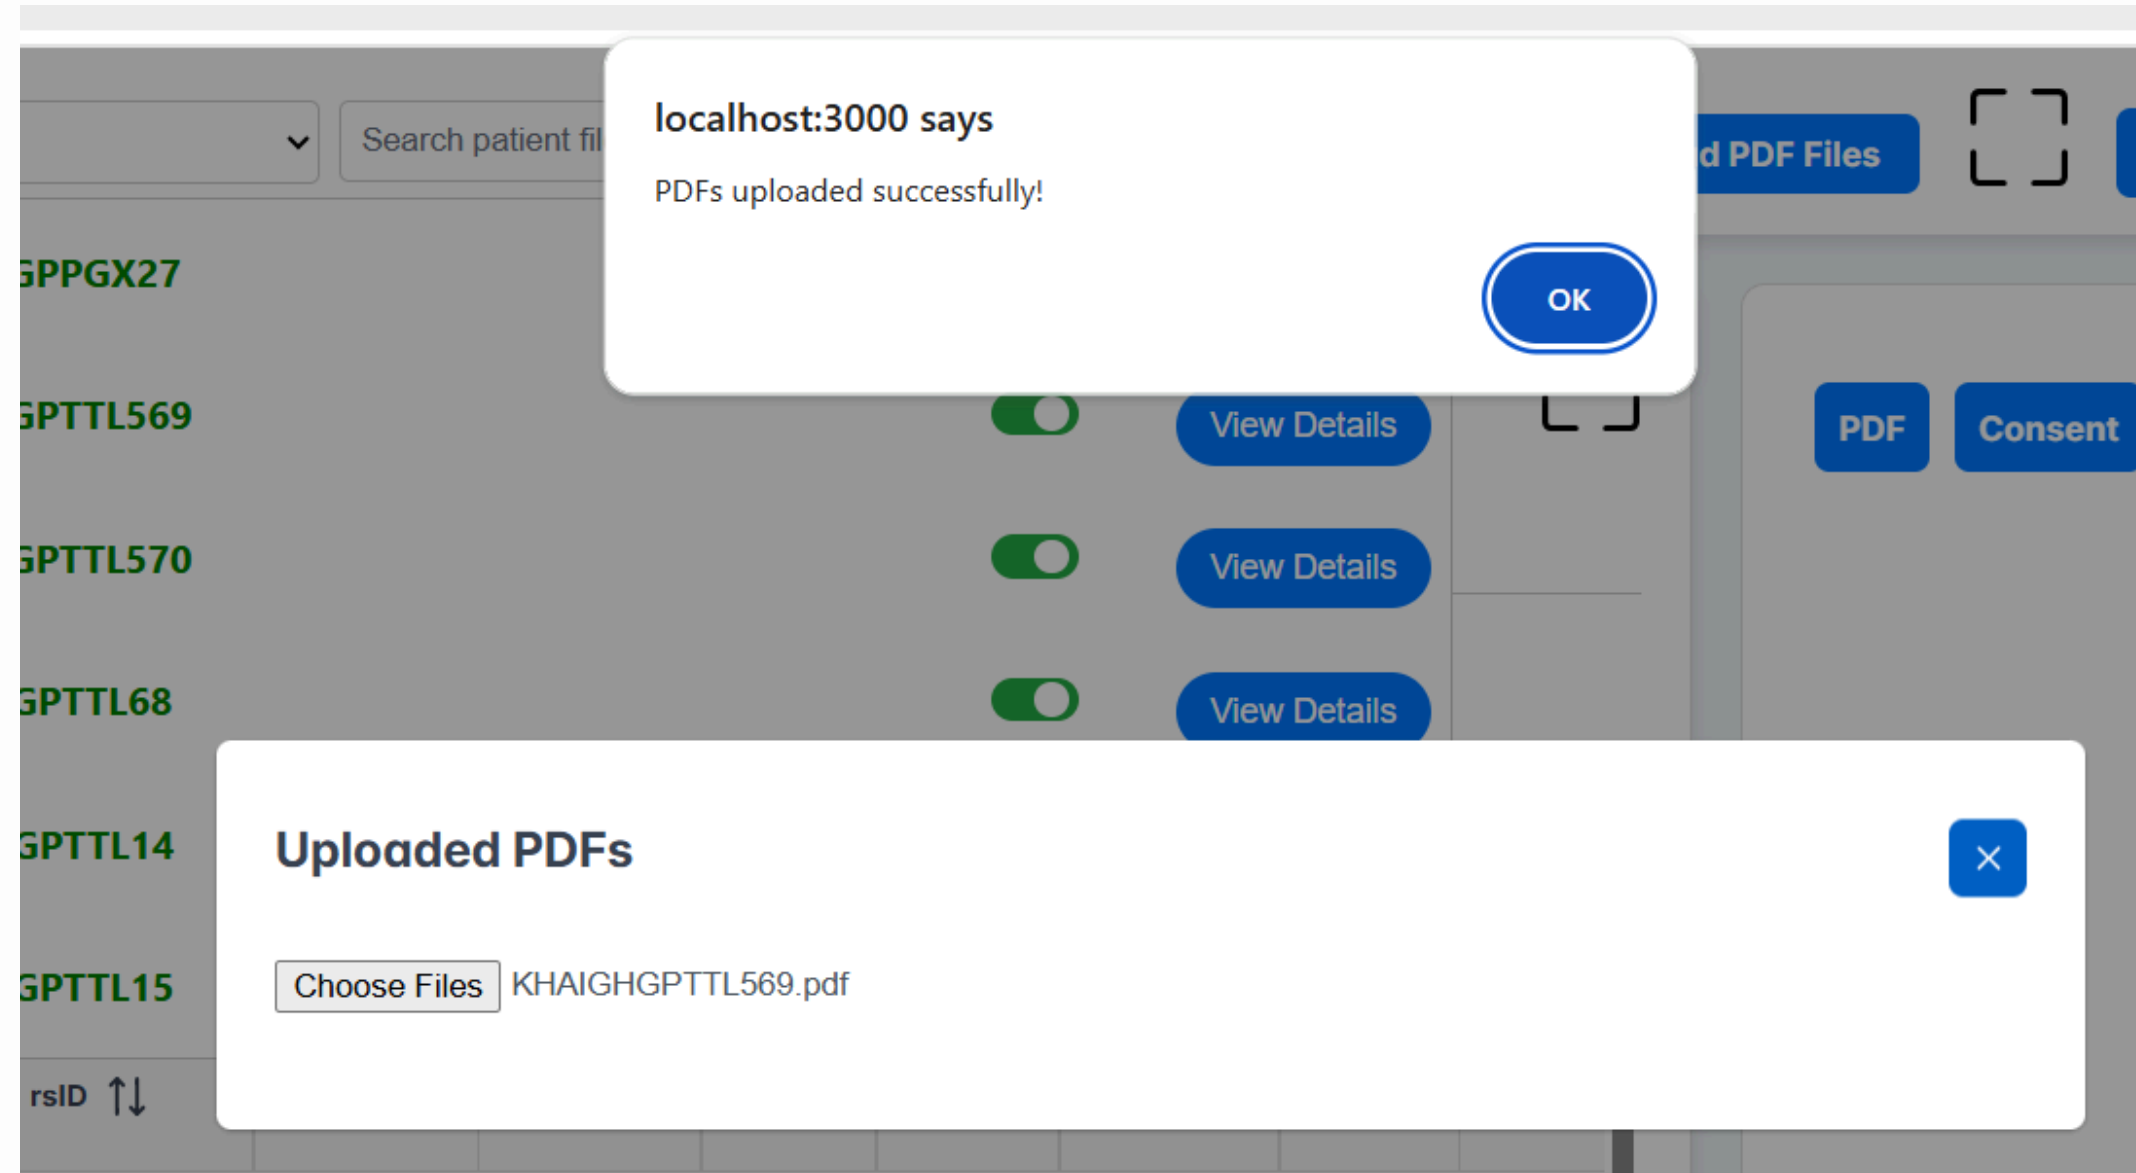 localhost:3000 says
PDFs uploaded successfully!
OK
Search patient fil
d PDF Files
GPPGX27
GPTTL569
View Details
PDF
Consent
GPTTL570
View Details
GPTTL68
View Details
GPTTL14
Uploaded PDFs
GPTTL15
Choose Files KHAIGHGPTTL569.pdf
rsID